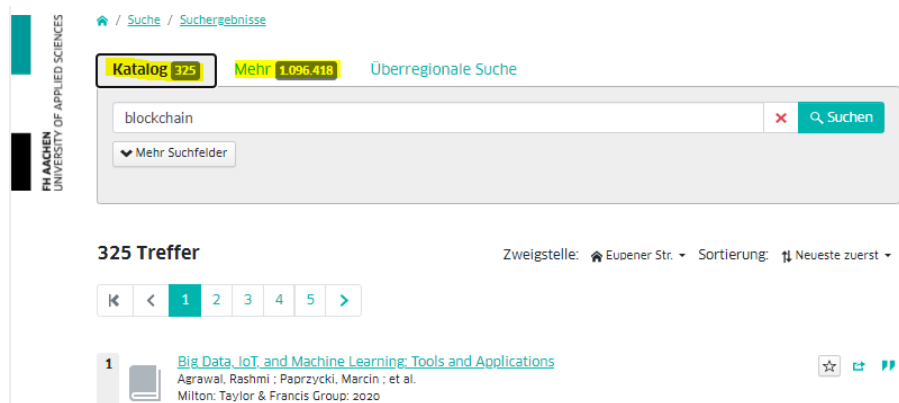 FH AACHEN
UNIVERSITY OF APPLIED SCIENCES
/ Suche / Suchergebnisse
Katalog 325 Mehr 1.096.418 Überregionale Suche
blockchain
Suchen
Mehr Suchfelder
325 Treffer
Zweigstelle: Eupener Str. Sortierung: Neueste zuerst
1 2 3 4 5
1 Big Data, IoT, and Machine Learning: Tools and Applications
Agrawal, Rashmi ; Paprzycki, Marcin ; et al.
Milton: Taylor & Francis Group: 2020